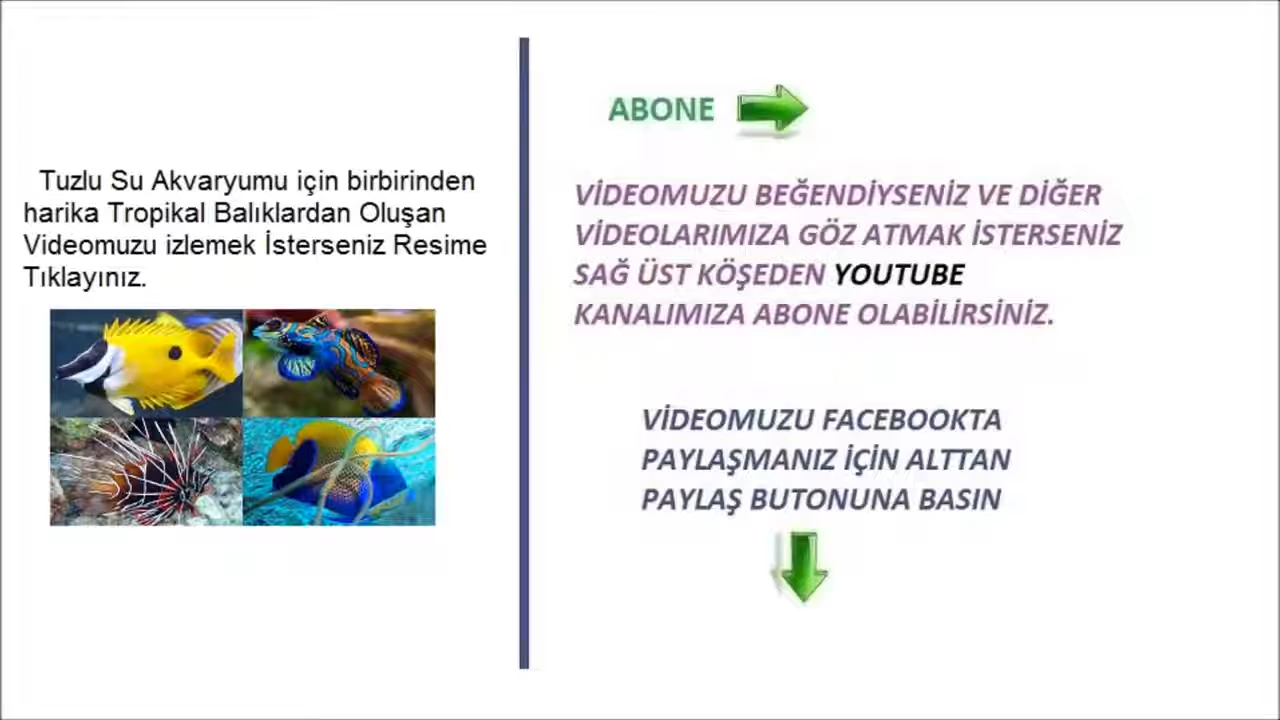 Tuzlu Su Akvaryumu için birbirinden
harika Tropikal Balıklardan Oluşan
Videomuzu izlemek İsterseniz Resime
Tıklayınız.
ABONE
VİDEOMUZU BEĞENDİYSENİZ VE DİĞER
VİDEOLARIMIZA GÖZ ATMAK İSTERSENİZ
SAĞ ÜST KÖŞEDEN YOUTUBE
KANALIMIZA ABONE OLABİLİRSİNİZ.
VİDEOMUZU FACEBOOKTA
PAYLAŞMANIZ İÇİN ALTTAN
PAYLAŞ BUTONUNA BASIN